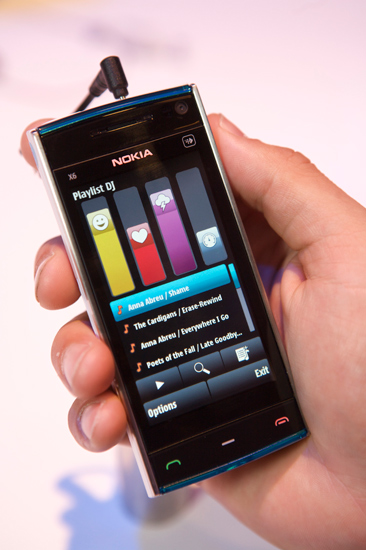 X6
NOKIA
Playlist DJ
Anna Abreu / Shame
The Cardigans / Erase-Rewind
Anna Abreu / Everywhere I Go
Poets of the Fall / Late Goodby...
Options
Exit